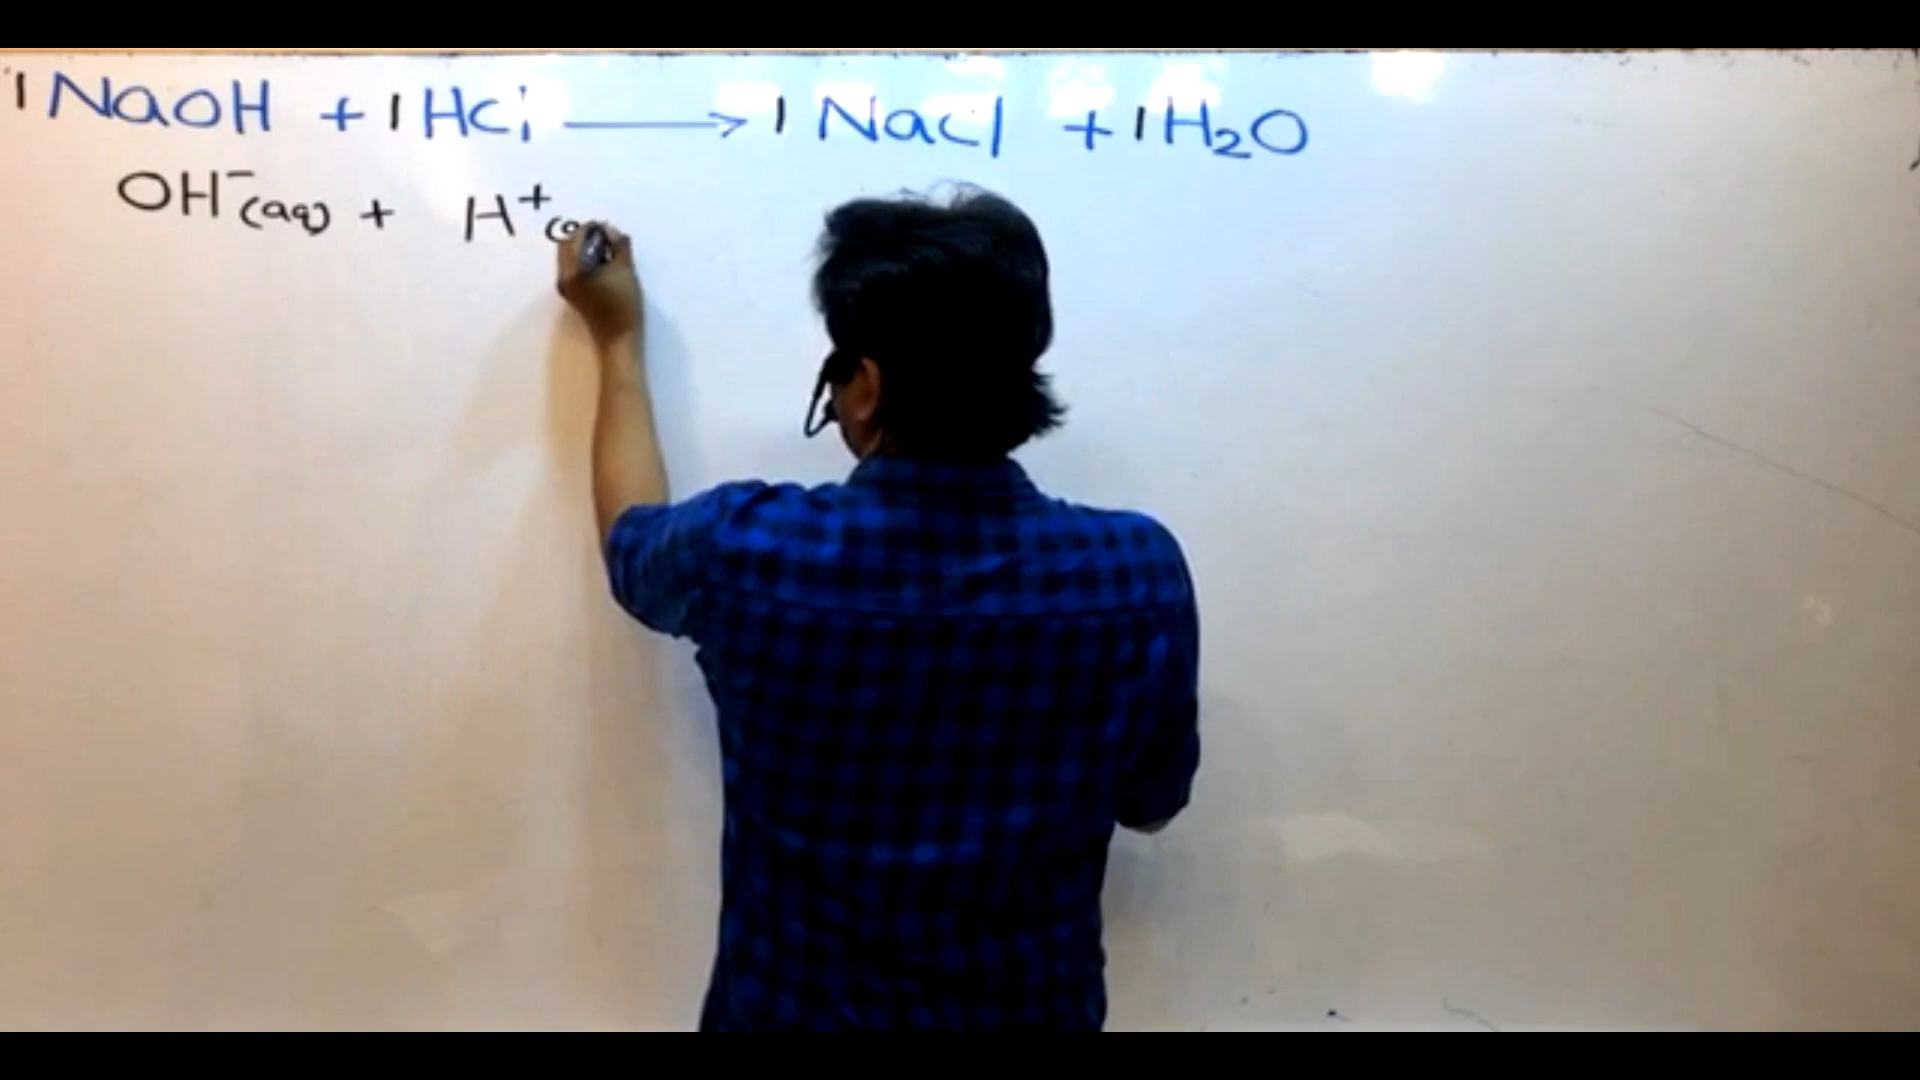 1 NaOH + 1 HCl ⟶ 1 NaCl + 1 H₂O
OH⁻(aq) + H⁺(a